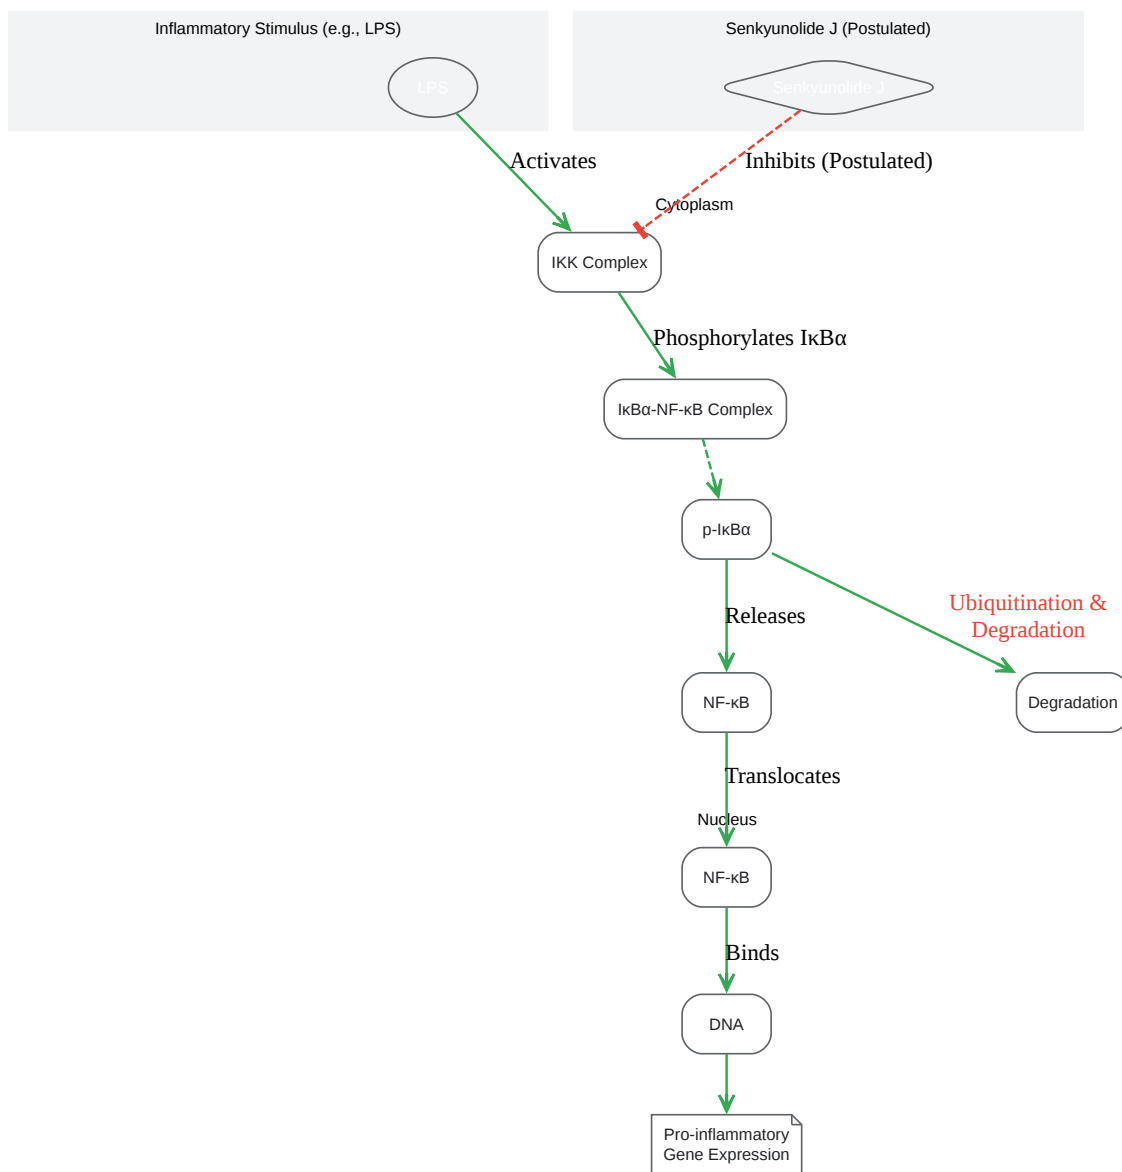 Inflammatory Stimulus (e.g., LPS)
Senkyunolide J (Postulated)
LPS
Senkyunolide J
Activates
Inhibits (Postulated)
Cytoplasm
IKK Complex
Phosphorylates IκBα
IκBα-NF-κB Complex
p-IκBα
Ubiquitination &
Degradation
Releases
NF-κB
Degradation
Translocates
Nucleus
NF-κB
Binds
DNA
Pro-inflammatory
Gene Expression